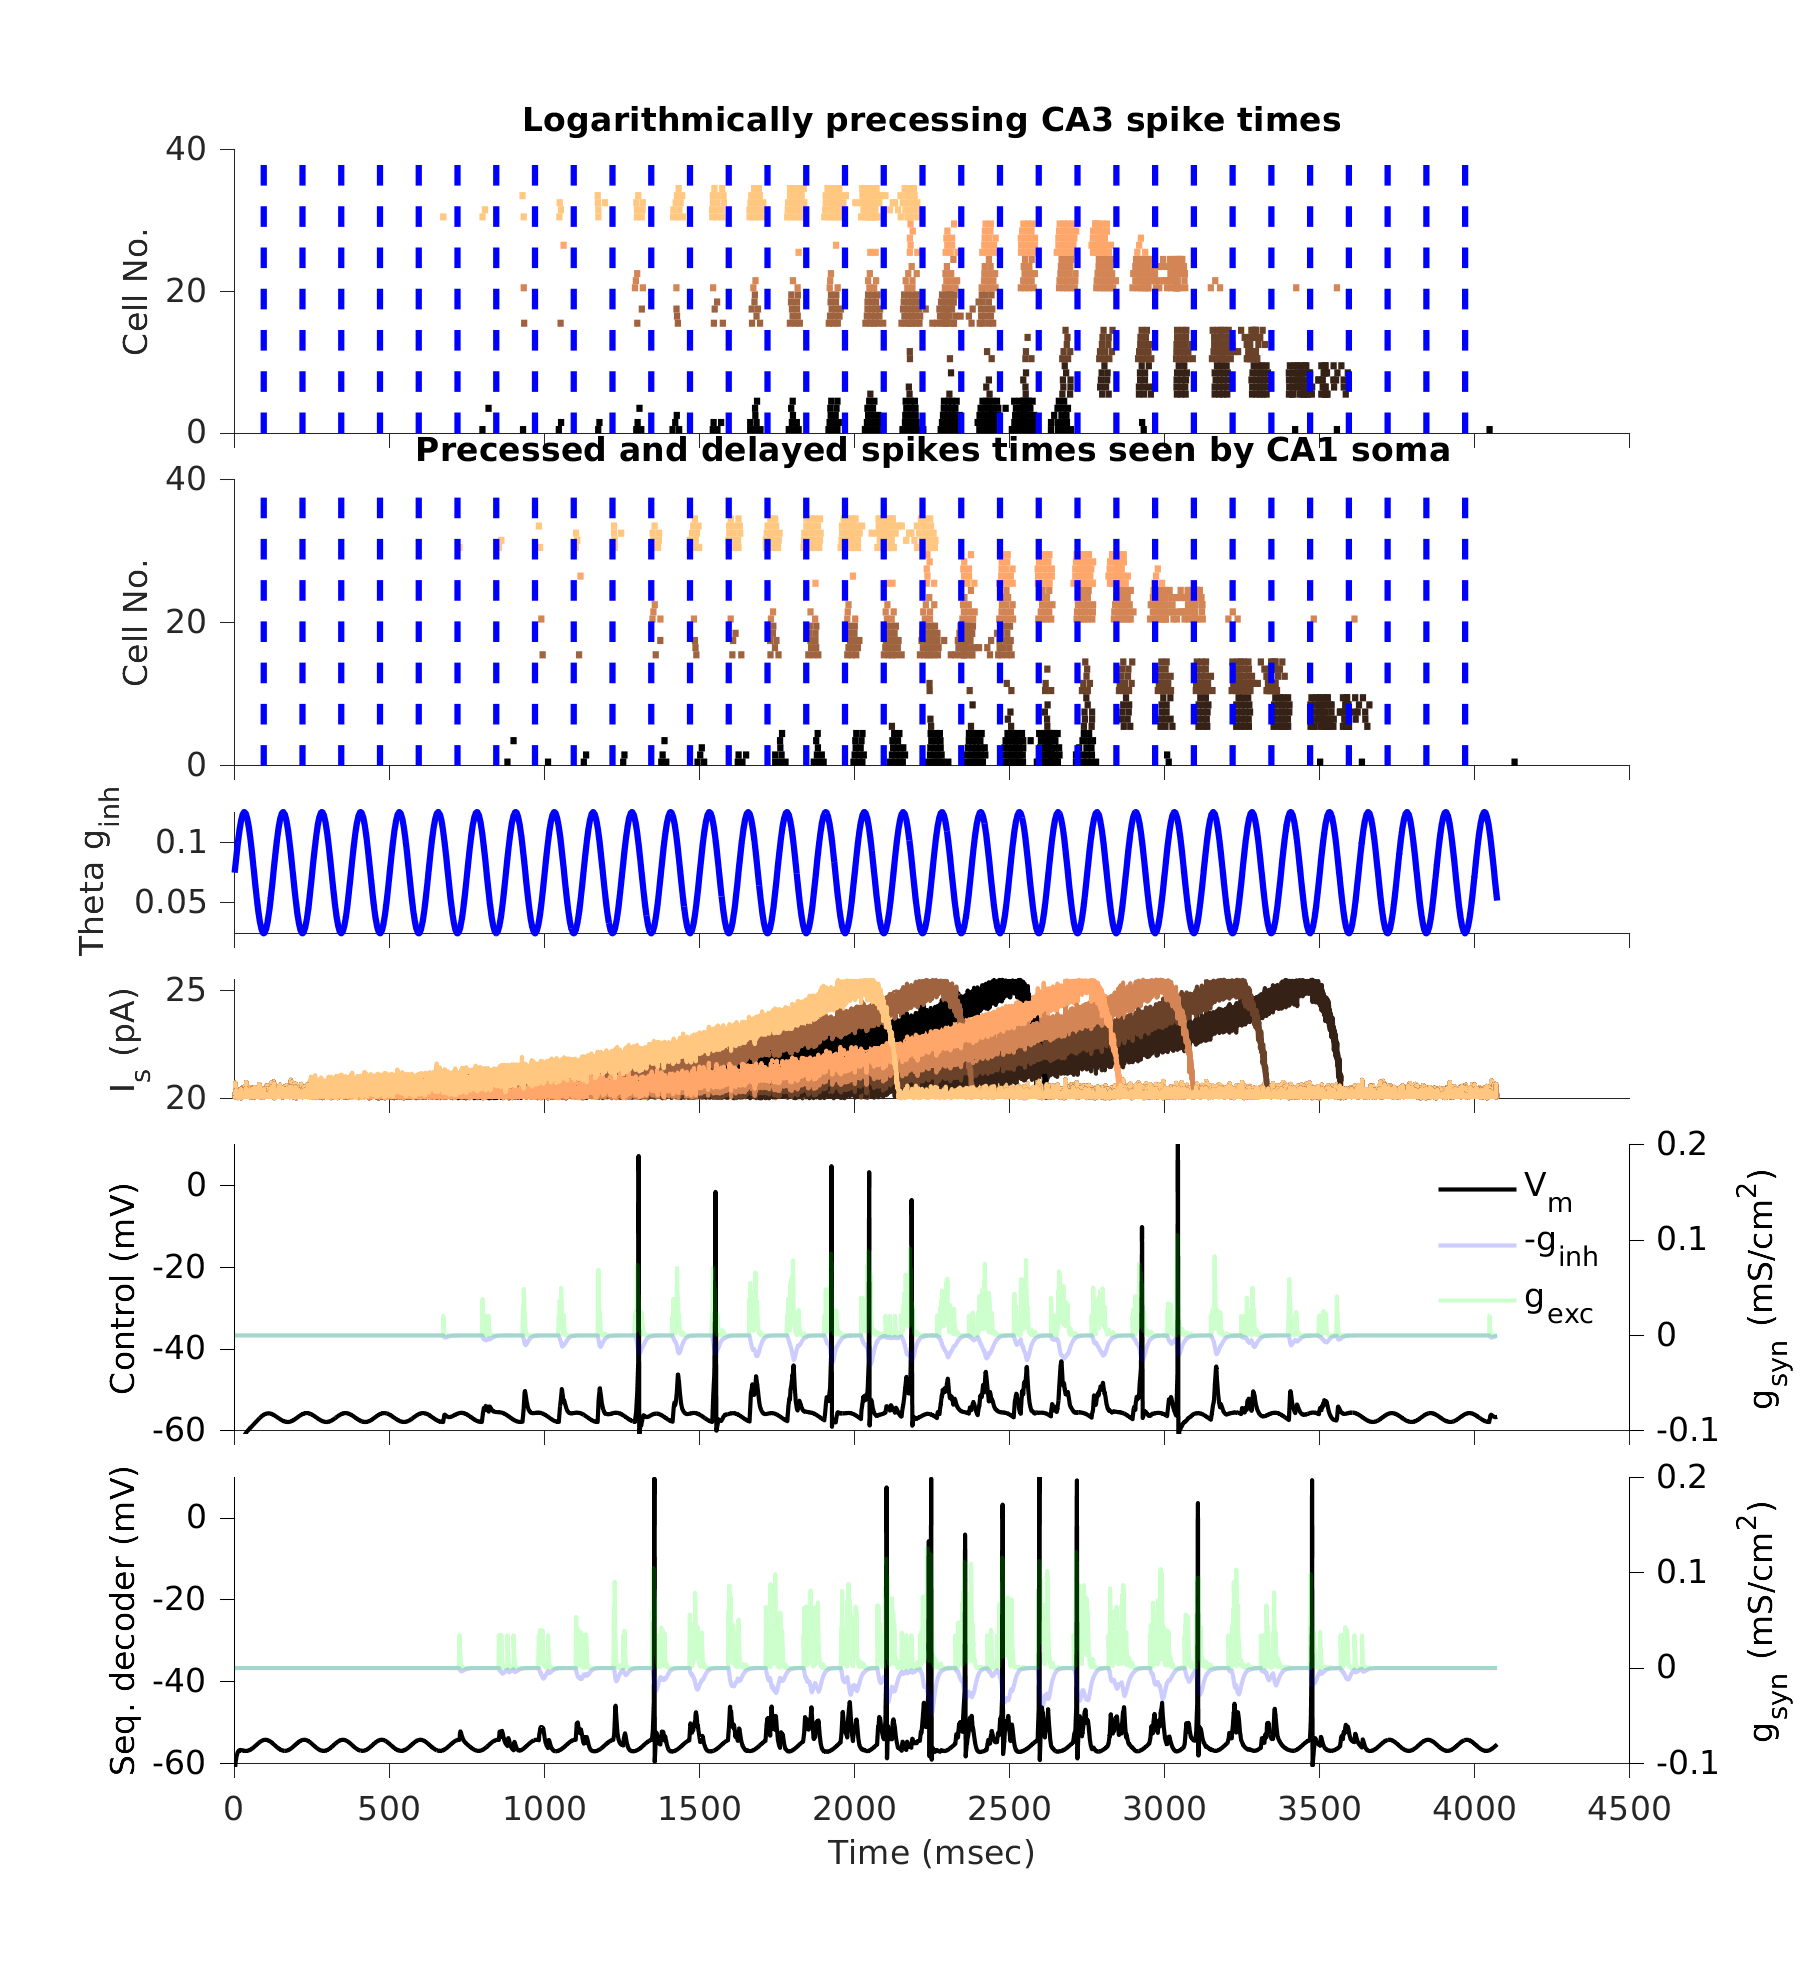 Logarithmically precessing CA3 spike times
40
20
0
Cell No.
Precessed and delayed spikes times seen by CA1 soma
40
20
0
Cell No.
0.1
0.05
Theta g_inh
25
20
I_s (pA)
0
-20
-40
-60
Control (mV)
0.2
0.1
0
-0.1
g_syn (mS/cm^2)
V_m
-g_inh
g_exc
0
-20
-40
-60
Seq. decoder (mV)
0.2
0.1
0
-0.1
g_syn (mS/cm^2)
0 500 1000 1500 2000 2500 3000 3500 4000 4500
Time (msec)